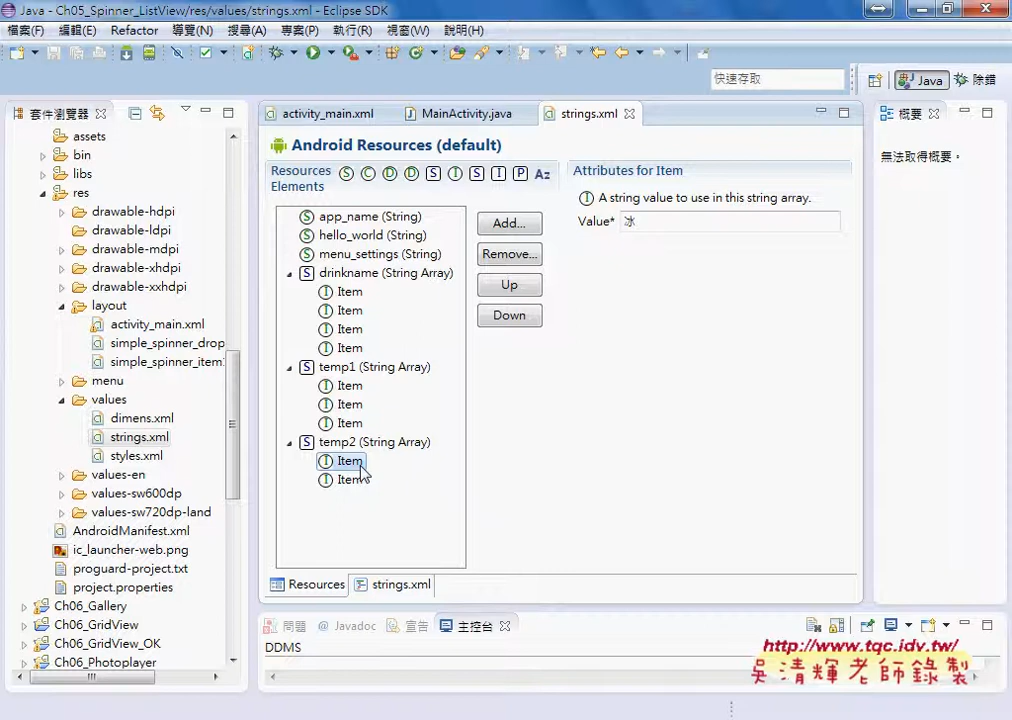 Java - Ch05_Spinner_ListView/res/values/strings.xml - Eclipse SDK
檔案(F) 編輯(E) Refactor 導覽(N) 搜尋(A) 專案(P) 執行(R) 視窗(W) 說明(H)
快速存取
Java
除錯
套件瀏覽器
assets
bin
libs
res
drawable-hdpi
drawable-ldpi
drawable-mdpi
drawable-xhdpi
drawable-xxhdpi
layout
activity_main.xml
simple_spinner_drop
simple_spinner_item
menu
values
dimens.xml
strings.xml
styles.xml
values-en
values-sw600dp
values-sw720dp-land
AndroidManifest.xml
ic_launcher-web.png
proguard-project.txt
project.properties
Ch06_Gallery
Ch06_GridView
Ch06_GridView_OK
Ch06_Photoplayer
activity_main.xml
MainActivity.java
strings.xml
Android Resources (default)
Resources Elements
S C D D S I S I P Az
S app_name (String)
S hello_world (String)
S menu_settings (String)
S drinkname (String Array)
I Item
I Item
I Item
I Item
S temp1 (String Array)
I Item
I Item
I Item
S temp2 (String Array)
I Item
I Item
Add...
Remove...
Up
Down
Attributes for Item
I A string value to use in this string array.
Value* 冰
Resources
strings.xml
概要
無法取得概要。
問題
@ Javadoc
宣告
主控台
DDMS
http://www.tqc.idv.tw/
吳清輝老師錄製